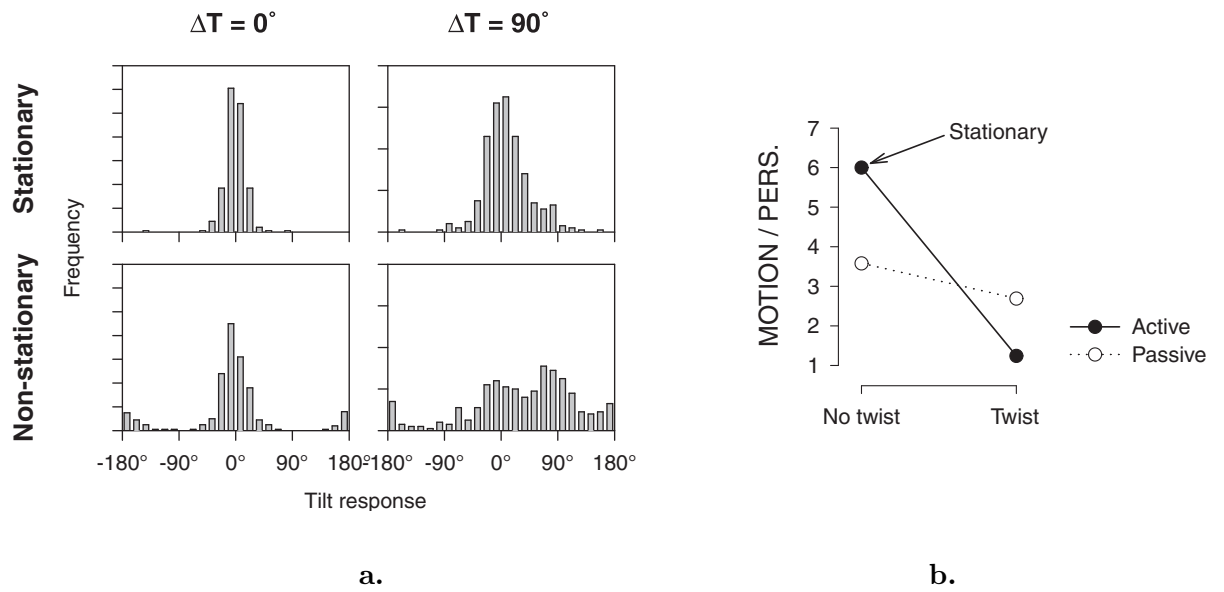 ΔT = 0°
ΔT = 90°
Stationary
Non-stationary
Frequency
-180° -90° 0° 90° 180°
-180° -90° 0° 90° 180°
Tilt response
a.
MOTION / PERS.
7
6
5
4
3
2
1
Stationary
No twist
Twist
Active
Passive
b.